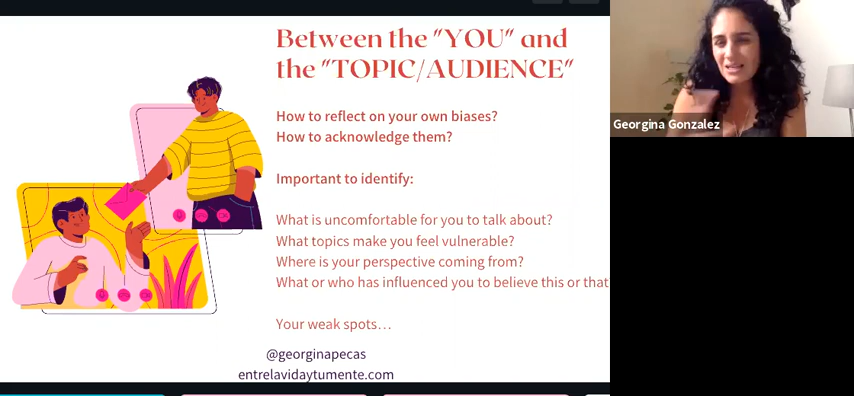 Between the "YOU" and
the "TOPIC/AUDIENCE"
How to reflect on your own biases?
How to acknowledge them?
Important to identify:
What is uncomfortable for you to talk about?
What topics make you feel vulnerable?
Where is your perspective coming from?
What or who has influenced you to believe this or that
Your weak spots...
@georginapecas
entrelavidaytumente.com
Georgina Gonzalez